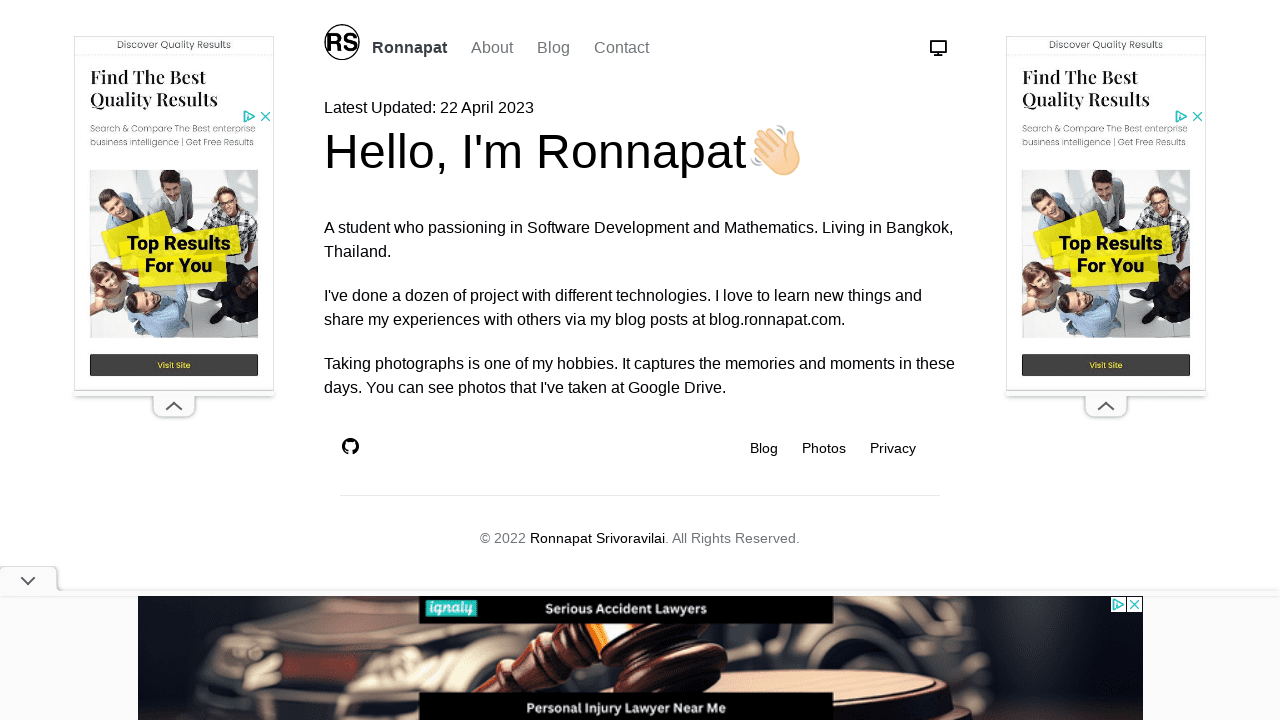 RS
Ronnapat About Blog Contact
Latest Updated: 22 April 2023
Hello, I'm Ronnapat
A student who passioning in Software Development and Mathematics. Living in Bangkok,
Thailand.
I've done a dozen of project with different technologies. I love to learn new things and
share my experiences with others via my blog posts at blog.ronnapat.com.
Taking photographs is one of my hobbies. It captures the memories and moments in these
days. You can see photos that I've taken at Google Drive.
Blog Photos Privacy
© 2022 Ronnapat Srivoravilai. All Rights Reserved.
Discover Quality Results
Find The Best
Quality Results
Search & Compare The Best enterprise
business intelligence | Get Free Results
Top Results
For You
Visit Site
Discover Quality Results
Find The Best
Quality Results
Search & Compare The Best enterprise
business intelligence | Get Free Results
Top Results
For You
Visit Site
ignaly
Serious Accident Lawyers
Personal Injury Lawyer Near Me